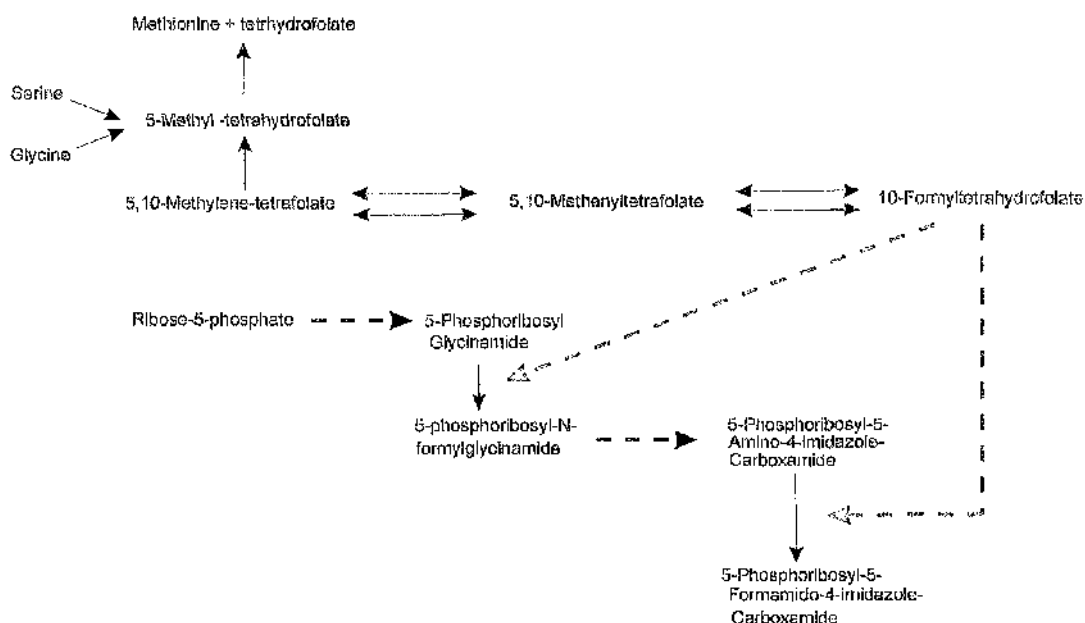 Methionine + tetrhydrofolate
Serine
5-Methyl -tetrahydrofolate
Glycine
5,10-Methylene-tetrafolate
5,10-Methenyltetrafolate
10-Formyltetrahydrofolate
Ribose-5-phosphate
5-Phosphoribosyl
Glycinamide
5-phosphoribosyl-N-
formylglycinamide
5-Phosphoribosyl-5-
Amino-4-Imidazole-
Carboxamide
5-Phosphoribosyl-5-
Formamido-4-imidazole-
Carboxamide